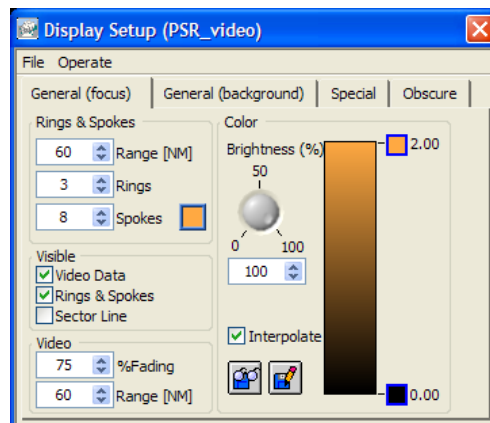 Display Setup (PSR_video)
File Operate
General (focus) General (background) Special Obscure
Rings & Spokes
60 Range [NM]
3 Rings
8 Spokes
Visible
Video Data
Rings & Spokes
Sector Line
Video
75 %Fading
60 Range [NM]
Color
Brightness (%)
50
0 100
100
Interpolate
2.00
0.00